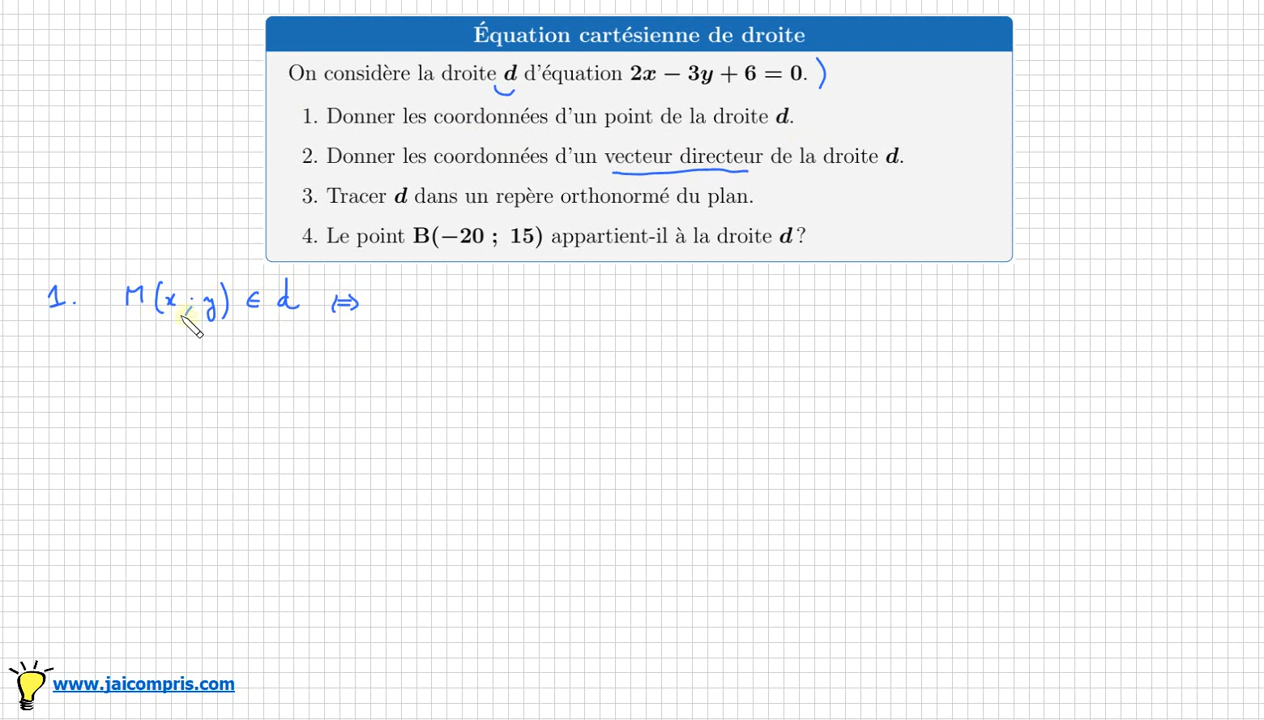 Équation cartésienne de droite
On considère la droite d d'équation 2x − 3y + 6 = 0.
1. Donner les coordonnées d'un point de la droite d.
2. Donner les coordonnées d'un vecteur directeur de la droite d.
3. Tracer d dans un repère orthonormé du plan.
4. Le point B(−20 ; 15) appartient-il à la droite d ?
1. M(x ; y) ∈ d ⇔
www.jaicompris.com